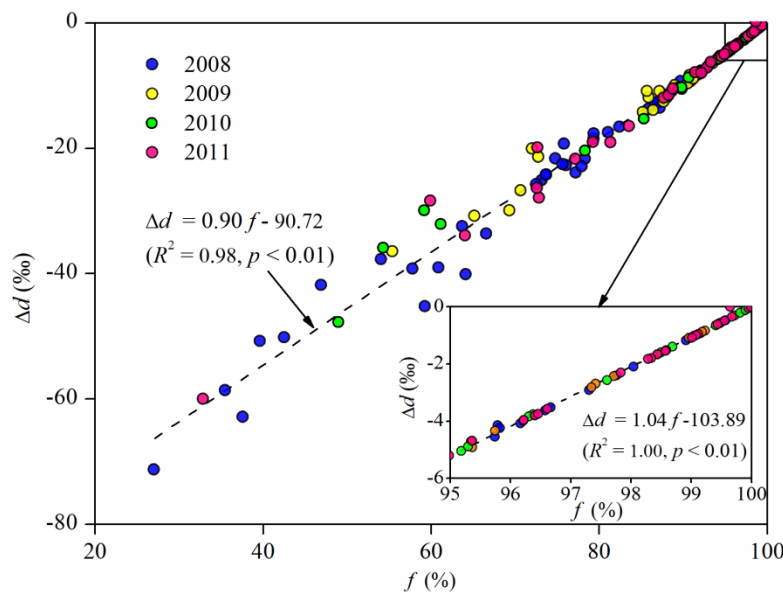 0
-20
-40
-60
-80
Δd (‰)
2008
2009
2010
2011
Δd = 0.90 f - 90.72
(R² = 0.98, p < 0.01)
0
-2
-4
-6
Δd (‰)
Δd = 1.04 f -103.89
(R² = 1.00, p < 0.01)
95 96 97 98 99 100
f (%)
20 40 60 80 100
f (%)